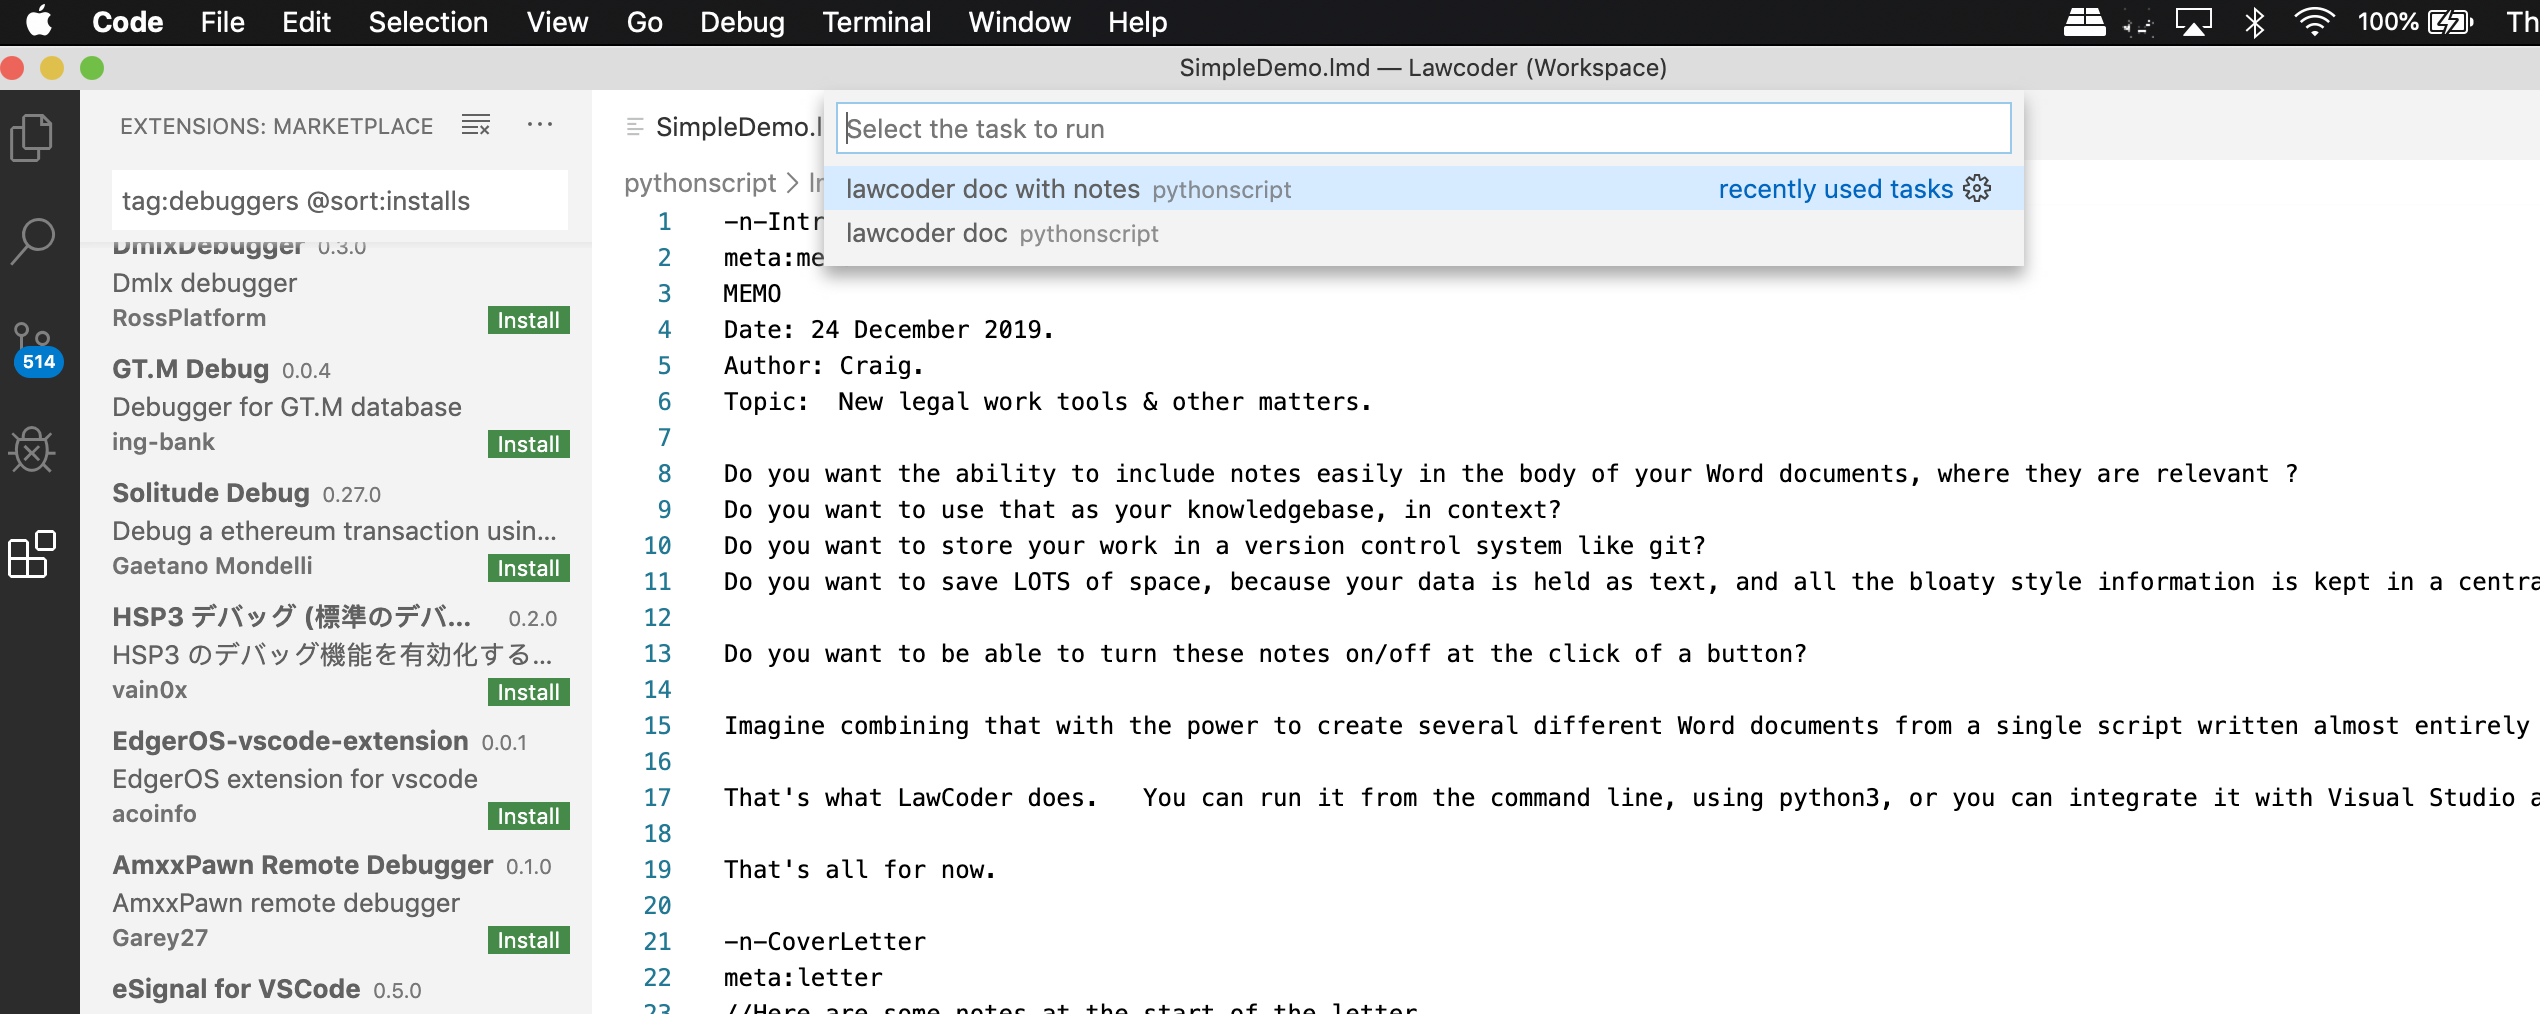 Code File Edit Selection View Go Debug Terminal Window Help 100% Th
SimpleDemo.lmd — Lawcoder (Workspace)
EXTENSIONS: MARKETPLACE
tag:debuggers @sort:installs
DmlxDebugger 0.3.0
Dmlx debugger
RossPlatform Install
GT.M Debug 0.0.4
Debugger for GT.M database
ing-bank Install
Solitude Debug 0.27.0
Debug a ethereum transaction usin...
Gaetano Mondelli Install
HSP3 デバッグ (標準のデバ... 0.2.0
HSP3 のデバッグ機能を有効化する...
vain0x Install
EdgerOS-vscode-extension 0.0.1
EdgerOS extension for vscode
acoinfo Install
AmxxPawn Remote Debugger 0.1.0
AmxxPawn remote debugger
Garey27 Install
eSignal for VSCode 0.5.0
514
SimpleDemo.l
Select the task to run
lawcoder doc with notes pythonscript recently used tasks
lawcoder doc pythonscript
pythonscript > In
1 -n-Intr
2 meta:me
3 MEMO
4 Date: 24 December 2019.
5 Author: Craig.
6 Topic:  New legal work tools & other matters.
7
8 Do you want the ability to include notes easily in the body of your Word documents, where they are relevant ?
9 Do you want to use that as your knowledgebase, in context?
10 Do you want to store your work in a version control system like git?
11 Do you want to save LOTS of space, because your data is held as text, and all the bloaty style information is kept in a centra
12
13 Do you want to be able to turn these notes on/off at the click of a button?
14
15 Imagine combining that with the power to create several different Word documents from a single script written almost entirely
16
17 That's what LawCoder does.   You can run it from the command line, using python3, or you can integrate it with Visual Studio a
18
19 That's all for now.
20
21 -n-CoverLetter
22 meta:letter
23 //Here are some notes at the start of the letter